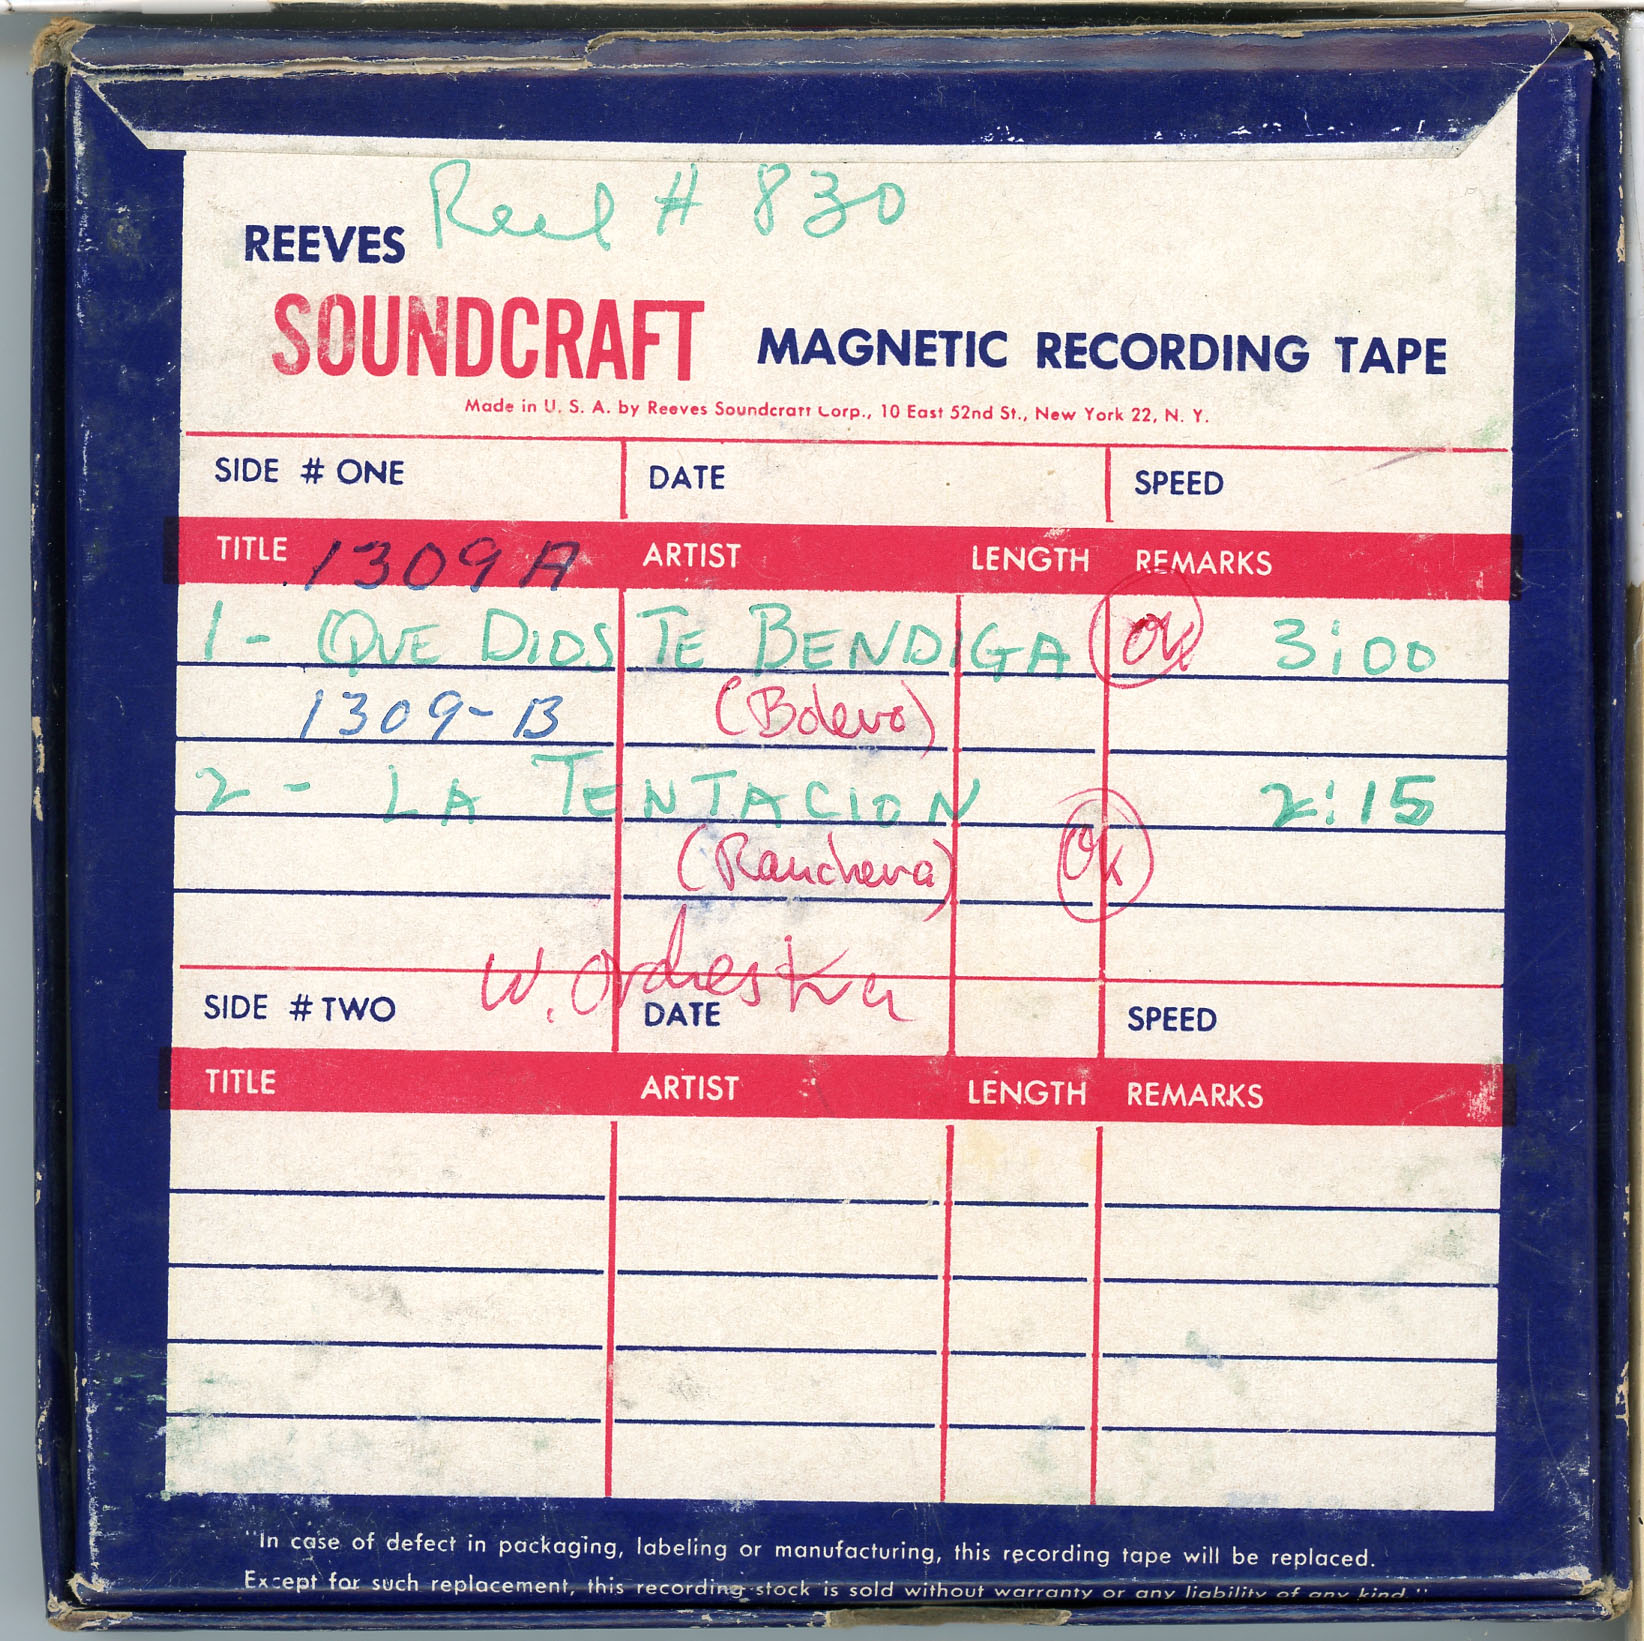 Reel # 830
REEVES
SOUNDCRAFT MAGNETIC RECORDING TAPE
Made in U. S. A. by Reeves Soundcraft Corp., 10 East 52nd St., New York 22, N. Y.
SIDE # ONE DATE SPEED
TITLE 1309 A ARTIST LENGTH REMARKS
1 - QUE DIOS TE BENDIGA OK 3:00
1309-B (Bolero)
2 - LA TENTACION 2:15
(Ranchera) OK
W. Orchestra
SIDE # TWO DATE SPEED
TITLE ARTIST LENGTH REMARKS
"In case of defect in packaging, labeling or manufacturing, this recording tape will be replaced.
Except for such replacement, this recording stock is sold without warranty or any liability of any kind."